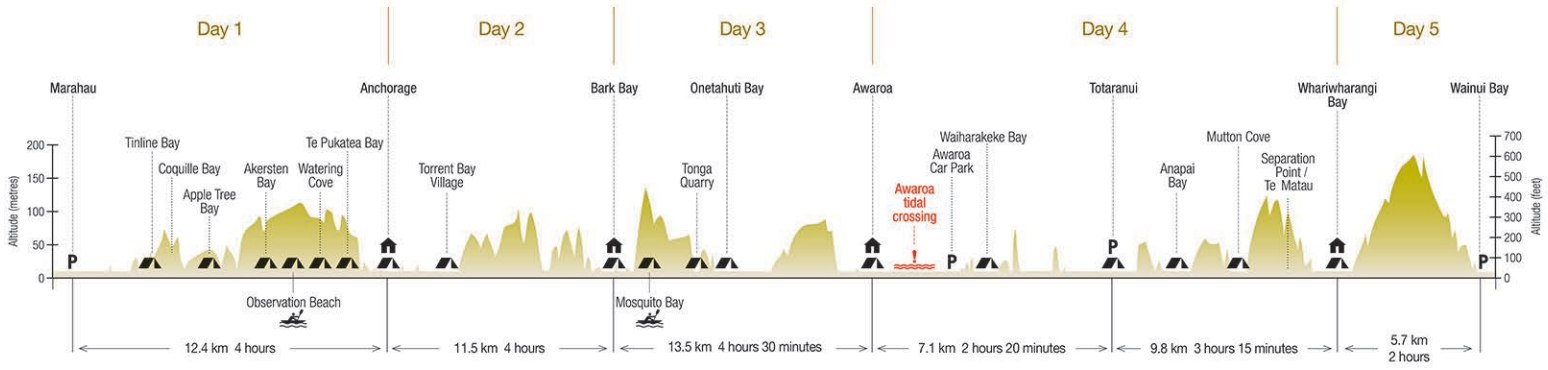 Day 1
Day 2
Day 3
Day 4
Day 5
Marahau
Anchorage
Bark Bay
Onetahuti Bay
Awaroa
Totaranui
Whariwharangi
Bay
Wainui Bay
Tinline Bay
Coquille Bay
Apple Tree
Bay
Akersten
Bay
Watering
Cove
Te Pukatea Bay
Torrent Bay
Village
Tonga
Quarry
Awaroa
tidal
crossing
!
Awaroa
Car Park
Waiharakeke Bay
Anapai
Bay
Mutton Cove
Separation
Point /
Te Matau
Altitude (metres)
200
150
100
50
0
Altitude (feet)
700
600
500
400
300
200
100
0
P
P
P
P
Observation Beach
Mosquito Bay
12.4 km 4 hours
11.5 km 4 hours
13.5 km 4 hours 30 minutes
7.1 km 2 hours 20 minutes
9.8 km 3 hours 15 minutes
5.7 km
2 hours